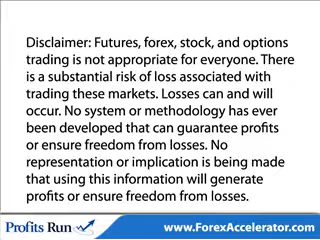 Disclaimer: Futures, forex, stock, and options
trading is not appropriate for everyone. There
is a substantial risk of loss associated with
trading these markets. Losses can and will
occur. No system or methodology has ever
been developed that can guarantee profits
or ensure freedom from losses. No
representation or implication is being made
that using this information will generate
profits or ensure freedom from losses.
Profits Run www.ForexAccelerator.com